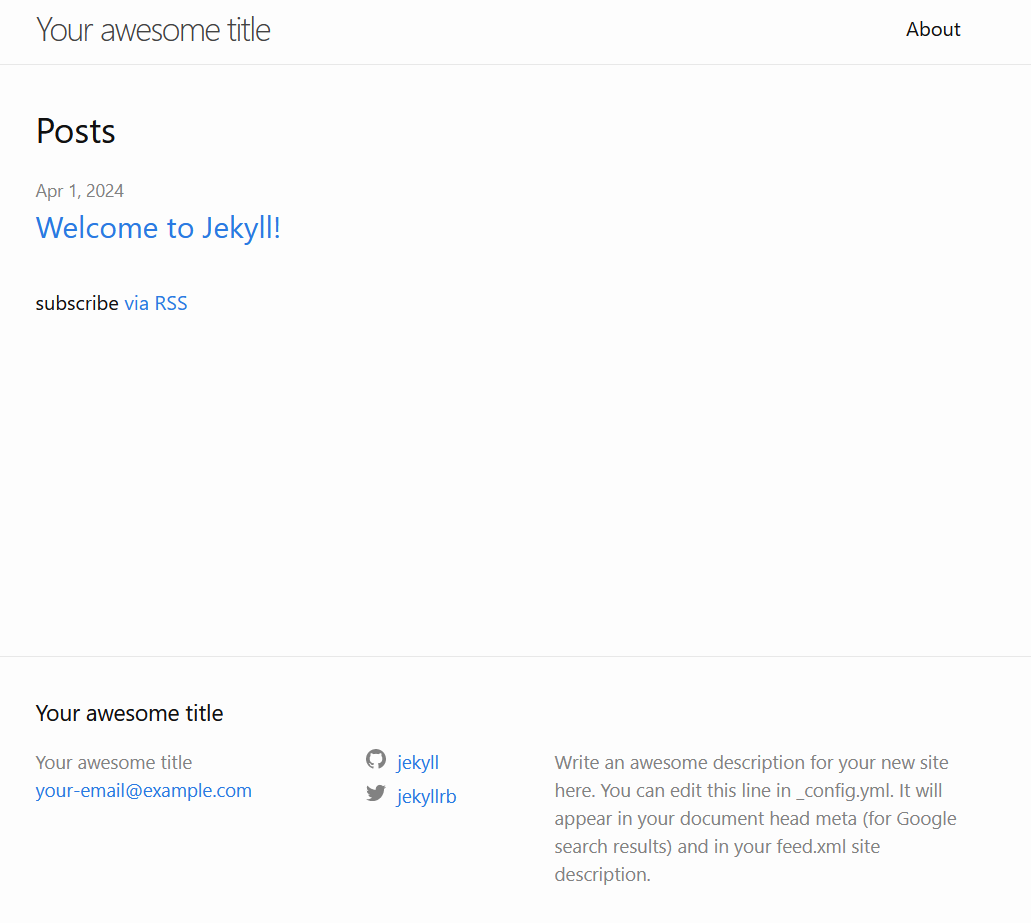 Your awesome title
About
Posts
Apr 1, 2024
Welcome to Jekyll!
subscribe via RSS
Your awesome title
Your awesome title
your-email@example.com
jekyll
jekyllrb
Write an awesome description for your new site
here. You can edit this line in _config.yml. It will
appear in your document head meta (for Google
search results) and in your feed.xml site
description.